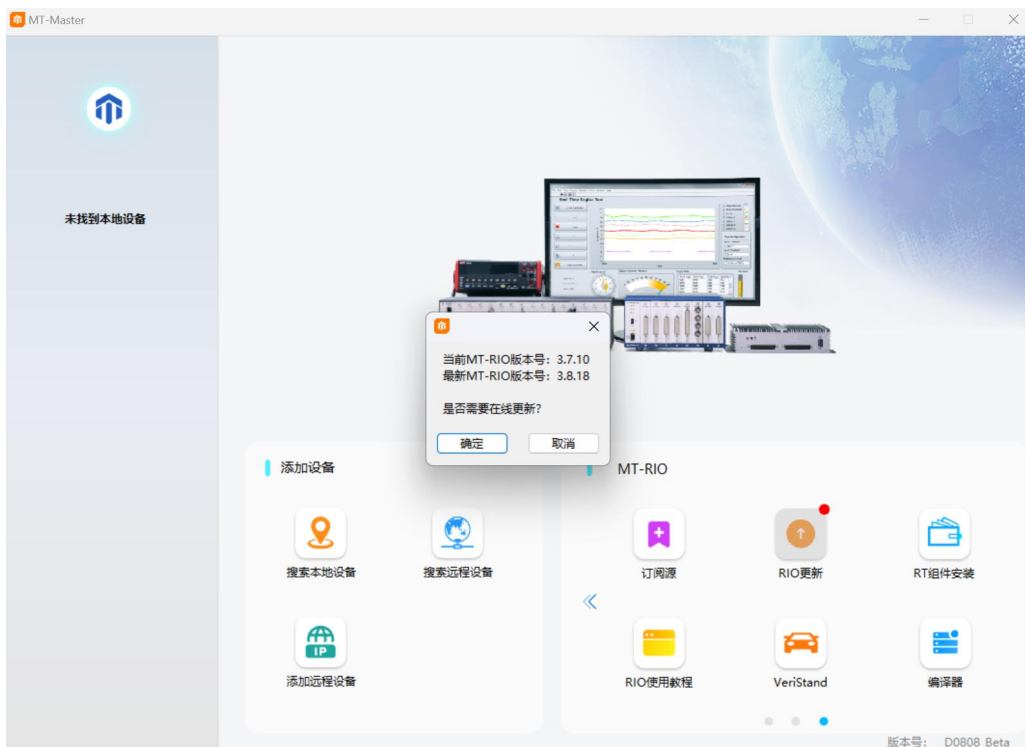 MT-Master
未找到本地设备
当前MT-RIO版本号：3.7.10
最新MT-RIO版本号：3.8.18
是否需要在线更新?
确定
取消
添加设备
MT-RIO
搜索本地设备
搜索远程设备
订阅源
RIO更新
RT组件安装
IP
添加远程设备
RIO使用教程
VeriStand
编译器
版本号： D0808 Beta